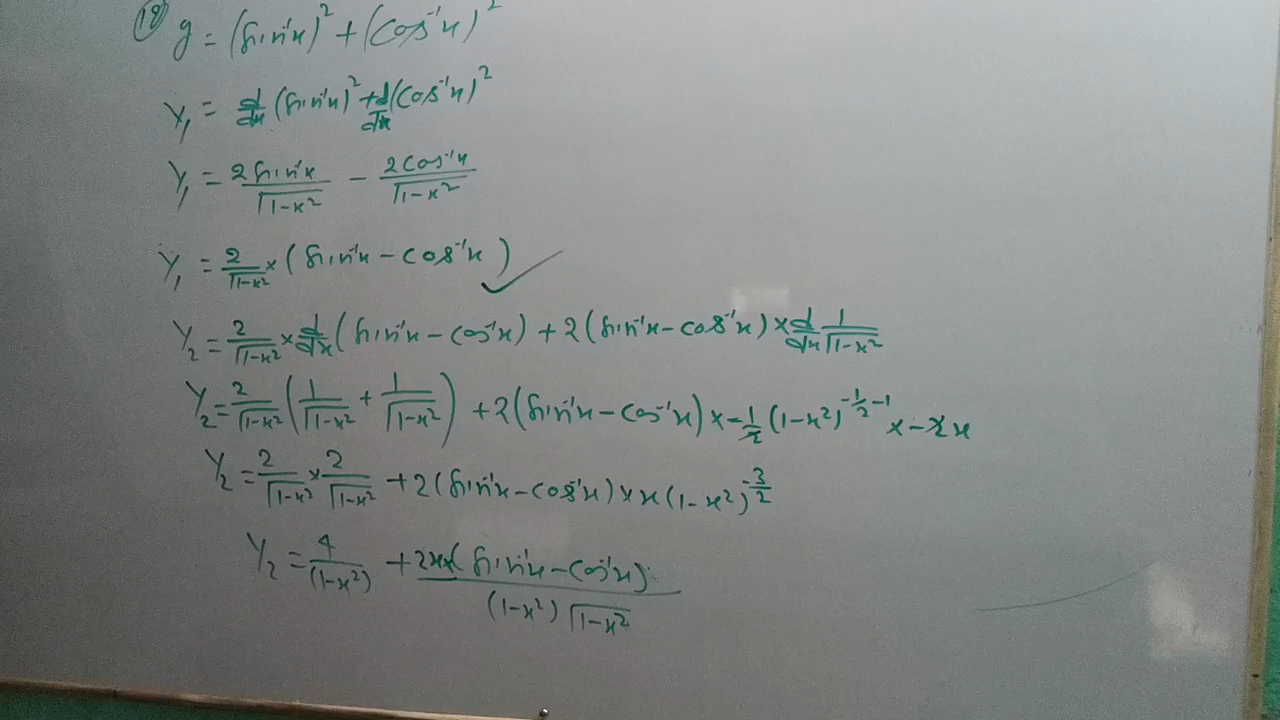 (18) y = (sin⁻¹x)² + (cos⁻¹x)²
y₁ = d/dx (sin⁻¹x)² + d/dx (cos⁻¹x)²
y₁ = 2sin⁻¹x/√(1-x²) - 2cos⁻¹x/√(1-x²)
y₁ = 2/√(1-x²) × (sin⁻¹x - cos⁻¹x) ✓
y₂ = 2/√(1-x²) × d/dx (sin⁻¹x - cos⁻¹x) + 2(sin⁻¹x - cos⁻¹x) × d/dx 1/√(1-x²)
y₂ = 2/√(1-x²) (1/√(1-x²) + 1/√(1-x²)) + 2(sin⁻¹x - cos⁻¹x) × -1/2 (1-x²)^(-1/2-1) × -2x
y₂ = 2/√(1-x²) × 2/√(1-x²) + 2(sin⁻¹x - cos⁻¹x) × x(1-x²)^(-3/2)
y₂ = 4/(1-x²) + 2x×(sin⁻¹x - cos⁻¹x)/(1-x²)√(1-x²)